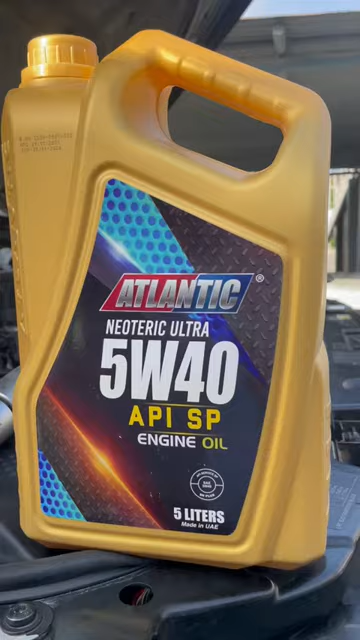 ATLANTIC®
NEOTERIC ULTRA
5W40
API SP
ENGINE OIL
5 LITERS
Made in UAE